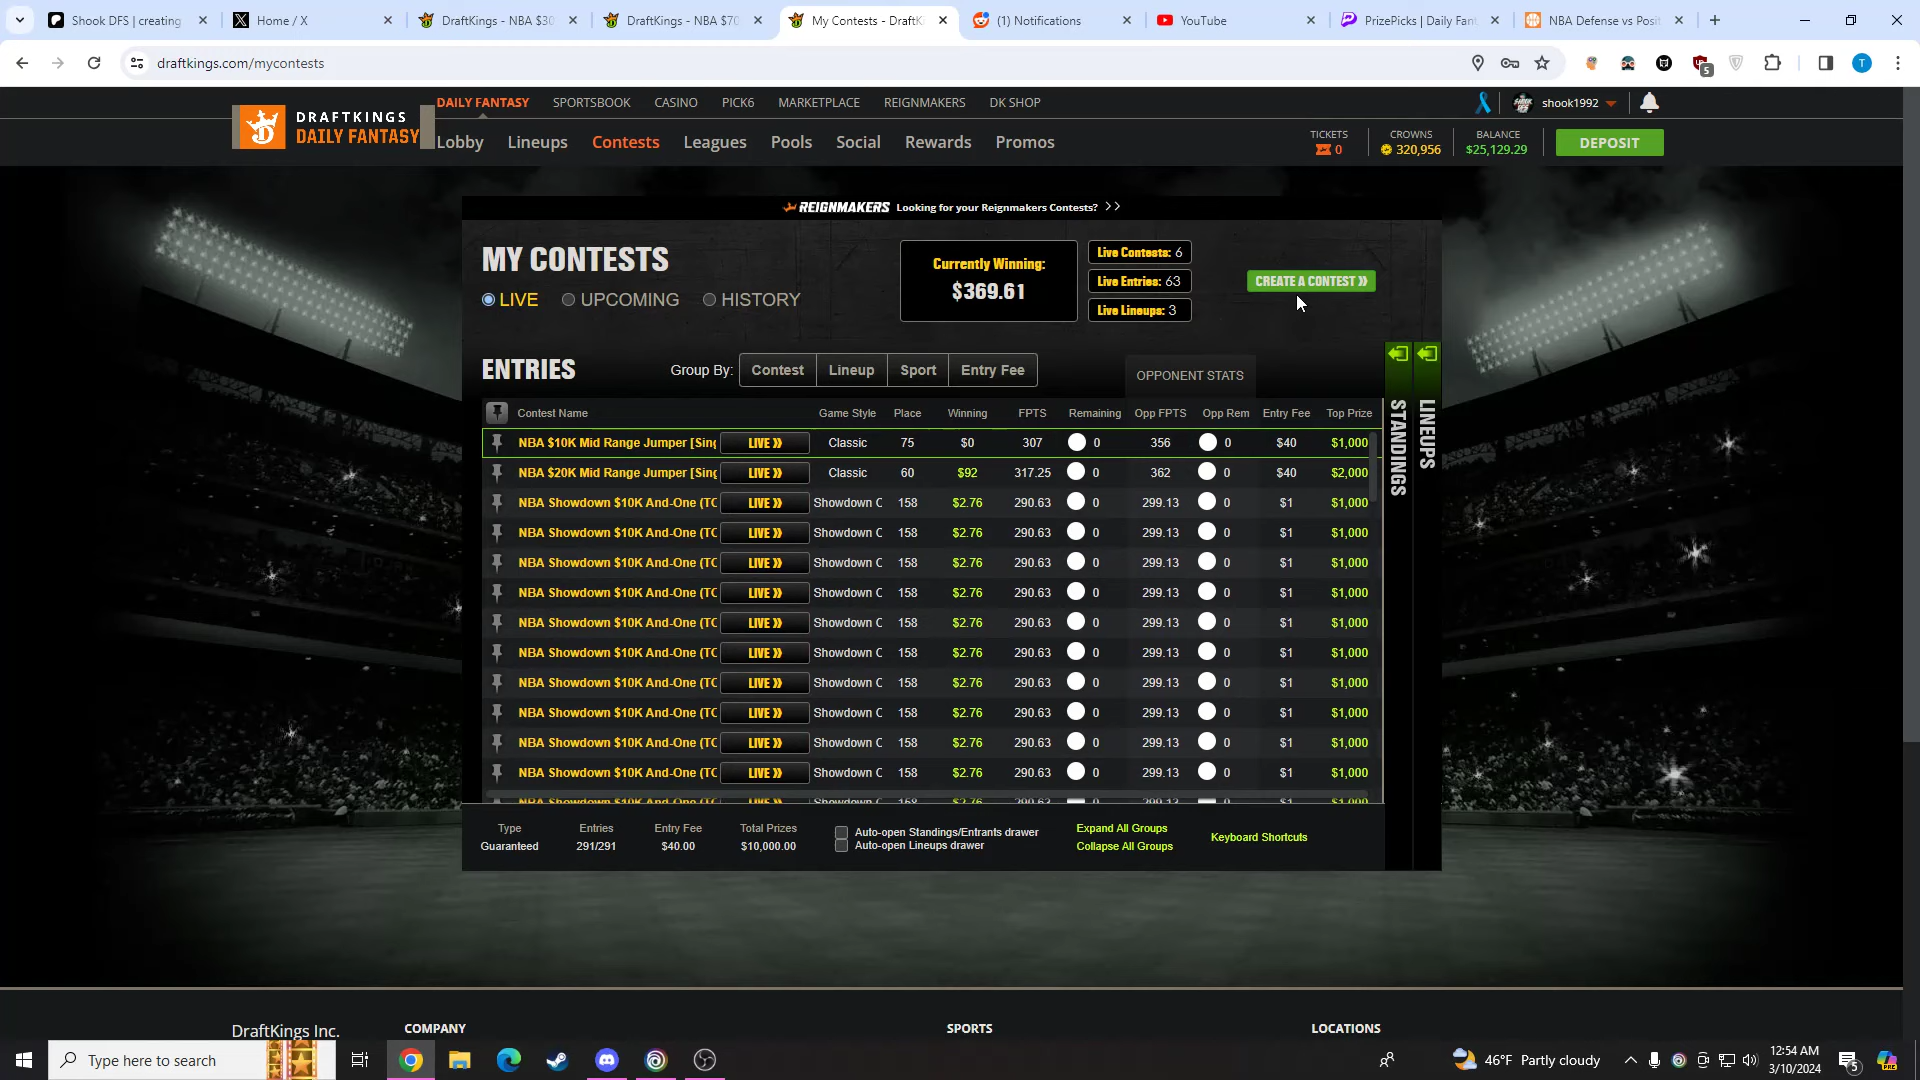 Shook DFS | creating
Home / X
DraftKings - NBA $30
DraftKings - NBA $70
My Contests - DraftK
(1) Notifications
YouTube
PrizePicks | Daily Fan
NBA Defense vs Posit
draftkings.com/mycontests
5
T
DRAFTKINGS
DAILY FANTASY
DAILY FANTASY SPORTSBOOK CASINO PICK6 MARKETPLACE REIGNMAKERS DK SHOP
shook1992
Lobby Lineups Contests Leagues Pools Social Rewards Promos
TICKETS
0
CROWNS
320,956
BALANCE
$25,129.29
DEPOSIT
REIGNMAKERS Looking for your Reignmakers Contests? >>
MY CONTESTS
LIVE UPCOMING HISTORY
Currently Winning:
$369.61
Live Contests: 6
Live Entries: 63
Live Lineups: 3
CREATE A CONTEST »
ENTRIES
Group By: Contest Lineup Sport Entry Fee
OPPONENT STATS
STANDINGS
LINEUPS
Contest Name Game Style Place Winning FPTS Remaining Opp FPTS Opp Rem Entry Fee Top Prize
NBA $10K Mid Range Jumper [Sing LIVE » Classic 75 $0 307 0 356 0 $40 $1,000
NBA $20K Mid Range Jumper [Sing LIVE » Classic 60 $92 317.25 0 362 0 $40 $2,000
NBA Showdown $10K And-One (TC LIVE » Showdown C 158 $2.76 290.63 0 299.13 0 $1 $1,000
NBA Showdown $10K And-One (TC LIVE » Showdown C 158 $2.76 290.63 0 299.13 0 $1 $1,000
NBA Showdown $10K And-One (TC LIVE » Showdown C 158 $2.76 290.63 0 299.13 0 $1 $1,000
NBA Showdown $10K And-One (TC LIVE » Showdown C 158 $2.76 290.63 0 299.13 0 $1 $1,000
NBA Showdown $10K And-One (TC LIVE » Showdown C 158 $2.76 290.63 0 299.13 0 $1 $1,000
NBA Showdown $10K And-One (TC LIVE » Showdown C 158 $2.76 290.63 0 299.13 0 $1 $1,000
NBA Showdown $10K And-One (TC LIVE » Showdown C 158 $2.76 290.63 0 299.13 0 $1 $1,000
NBA Showdown $10K And-One (TC LIVE » Showdown C 158 $2.76 290.63 0 299.13 0 $1 $1,000
NBA Showdown $10K And-One (TC LIVE » Showdown C 158 $2.76 290.63 0 299.13 0 $1 $1,000
NBA Showdown $10K And-One (TC LIVE » Showdown C 158 $2.76 290.63 0 299.13 0 $1 $1,000
Type Entries Entry Fee Total Prizes
Guaranteed 291/291 $40.00 $10,000.00
Auto-open Standings/Entrants drawer
Auto-open Lineups drawer
Expand All Groups
Collapse All Groups
Keyboard Shortcuts
DraftKings Inc.
COMPANY
SPORTS
LOCATIONS
Type here to search
46°F Partly cloudy
12:54 AM
3/10/2024
5